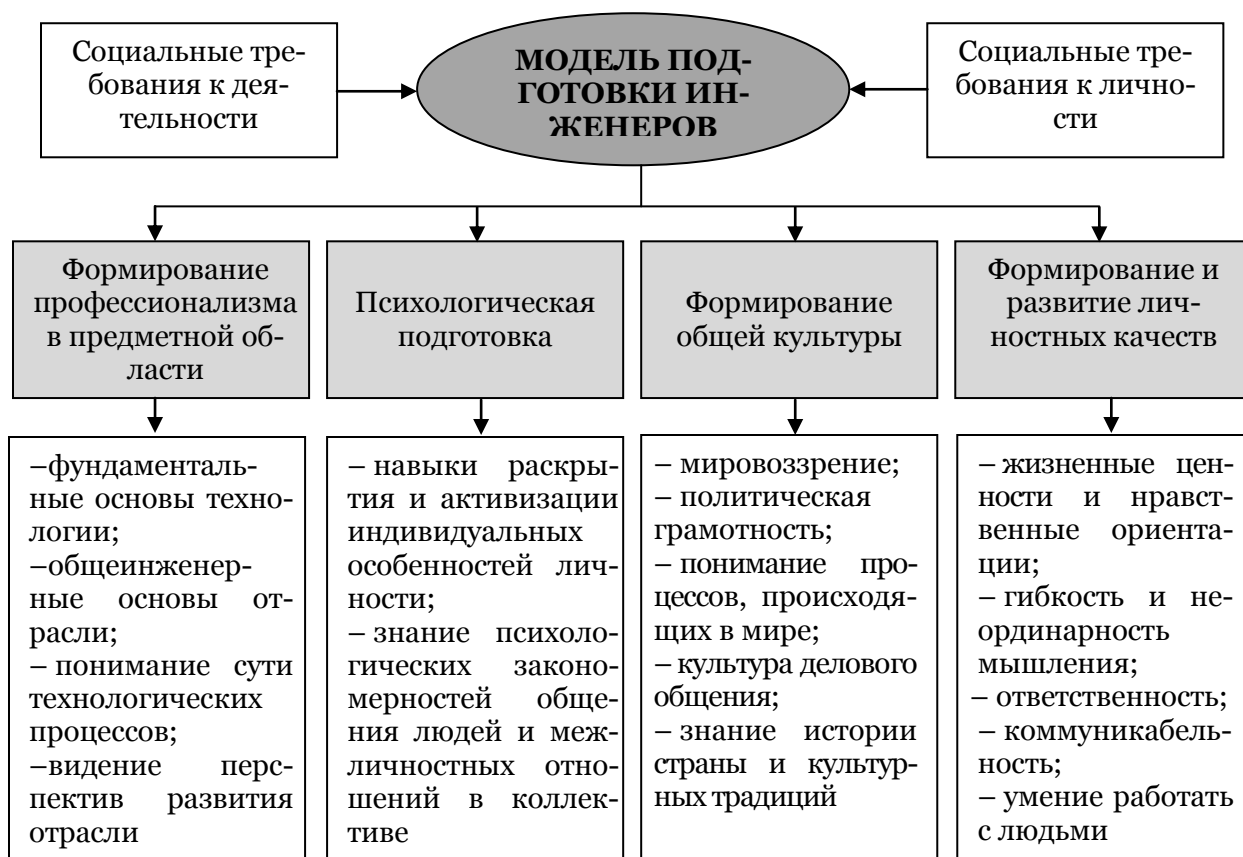 Социальные тре-
бования к дея-
тельности
МОДЕЛЬ ПОД-
ГОТОВКИ ИН-
ЖЕНЕРОВ
Социальные тре-
бования к лично-
сти
Формирование
профессионализма
в предметной об-
ласти
Психологическая
подготовка
Формирование
общей культуры
Формирование и
развитие лич-
ностных качеств
–фундаменталь-
ные основы техно-
логии;
–общеинженер-
ные основы от-
расли;
– понимание сути
технологических
процессов;
–видение перс-
пектив развития
отрасли
– навыки раскры-
тия и активизации
индивидуальных
особенностей лич-
ности;
– знание психоло-
гических законо-
мерностей обще-
ния людей и меж-
личностных отно-
шений в коллек-
тиве
– мировоззрение;
– политическая
грамотность;
– понимание про-
цессов, происходя-
щих в мире;
– культура делового
общения;
– знание истории
страны и культур-
ных традиций
– жизненные цен-
ности и нравст-
венные ориента-
ции;
– гибкость и не-
ординарность
мышления;
– ответственность;
– коммуникабель-
ность;
– умение работать
с людьми